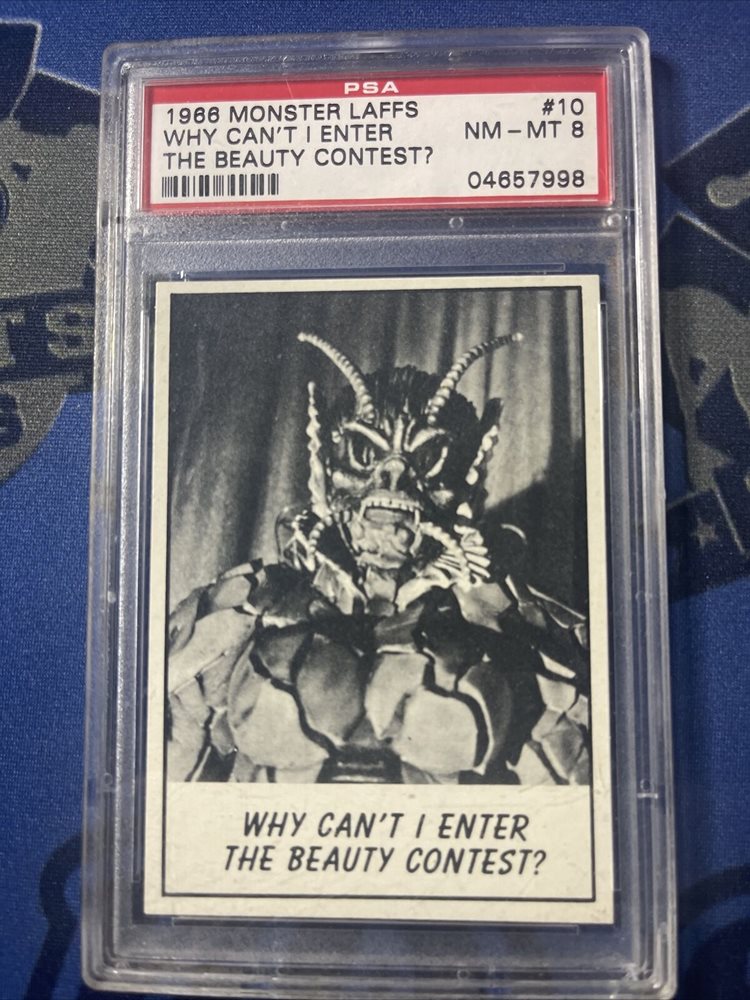 PSA
1966 MONSTER LAFFS #10
WHY CAN'T I ENTER NM – MT 8
THE BEAUTY CONTEST?
04657998
TS
S
WHY CAN'T I ENTER
THE BEAUTY CONTEST?